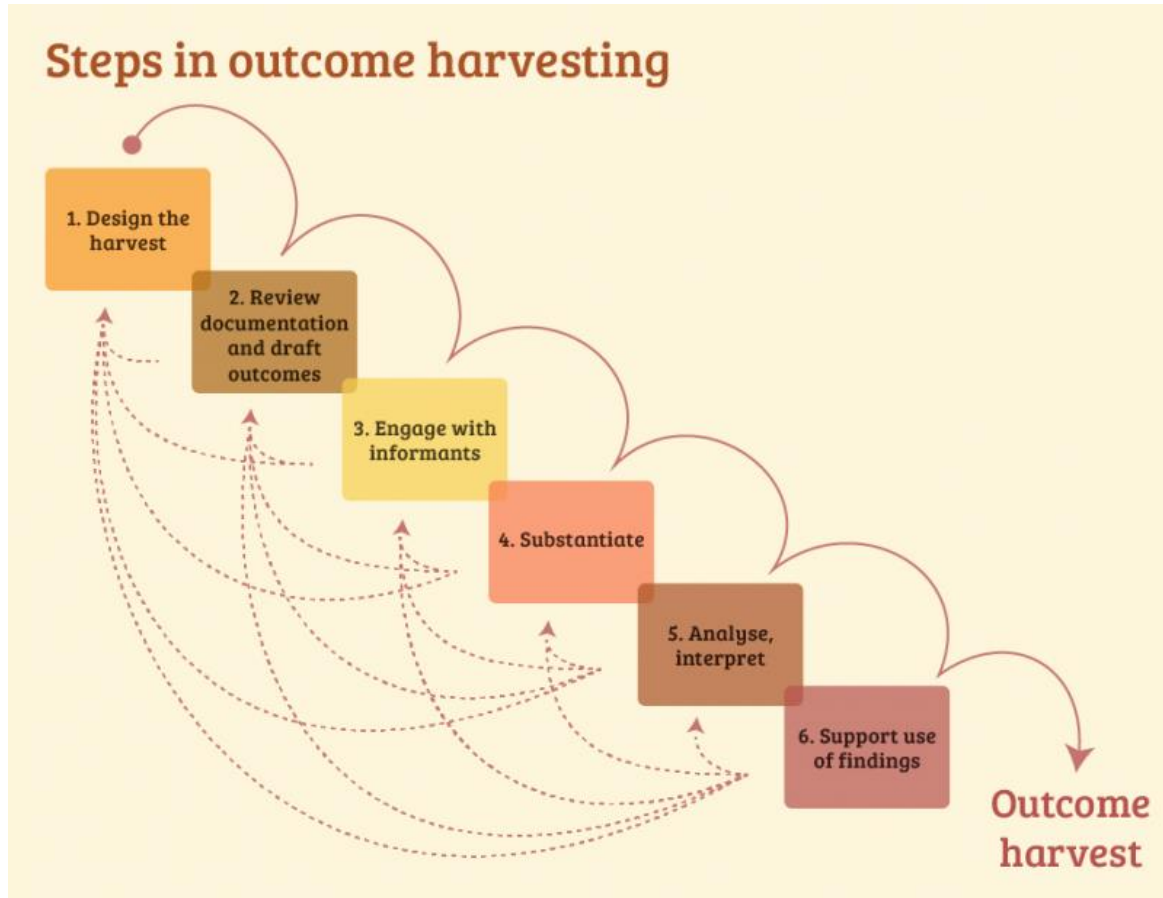 Steps in outcome harvesting
1. Design the
harvest
2. Review
documentation
and draft
outcomes
3. Engage with
informants
4. Substantiate
5. Analyse,
interpret
6. Support use
of findings
Outcome
harvest